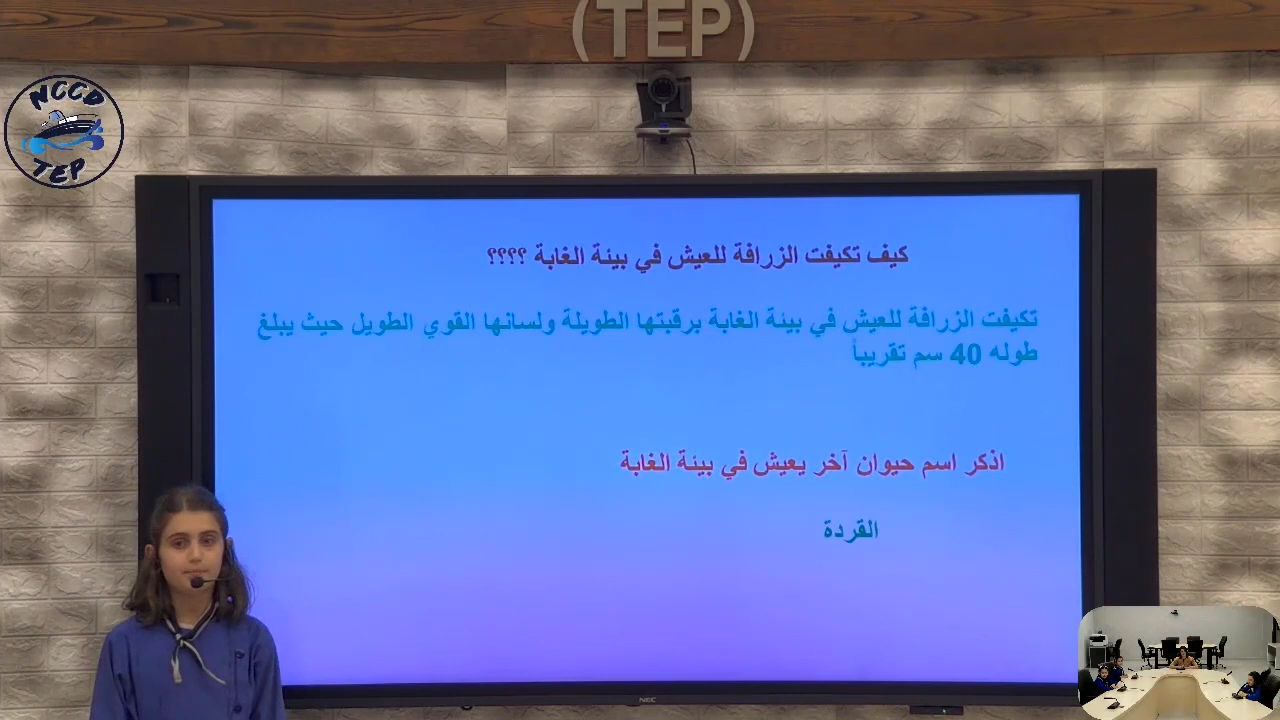 (TEP)
NCCD
TEP
كيف تكيفت الزرافة للعيش في بيئة الغابة ؟؟؟؟
تكيفت الزرافة للعيش في بيئة الغابة برقبتها الطويلة ولسانها القوي الطويل حيث يبلغ
طوله 40 سم تقريباً
اذكر اسم حيوان آخر يعيش في بيئة الغابة
القردة
NEC